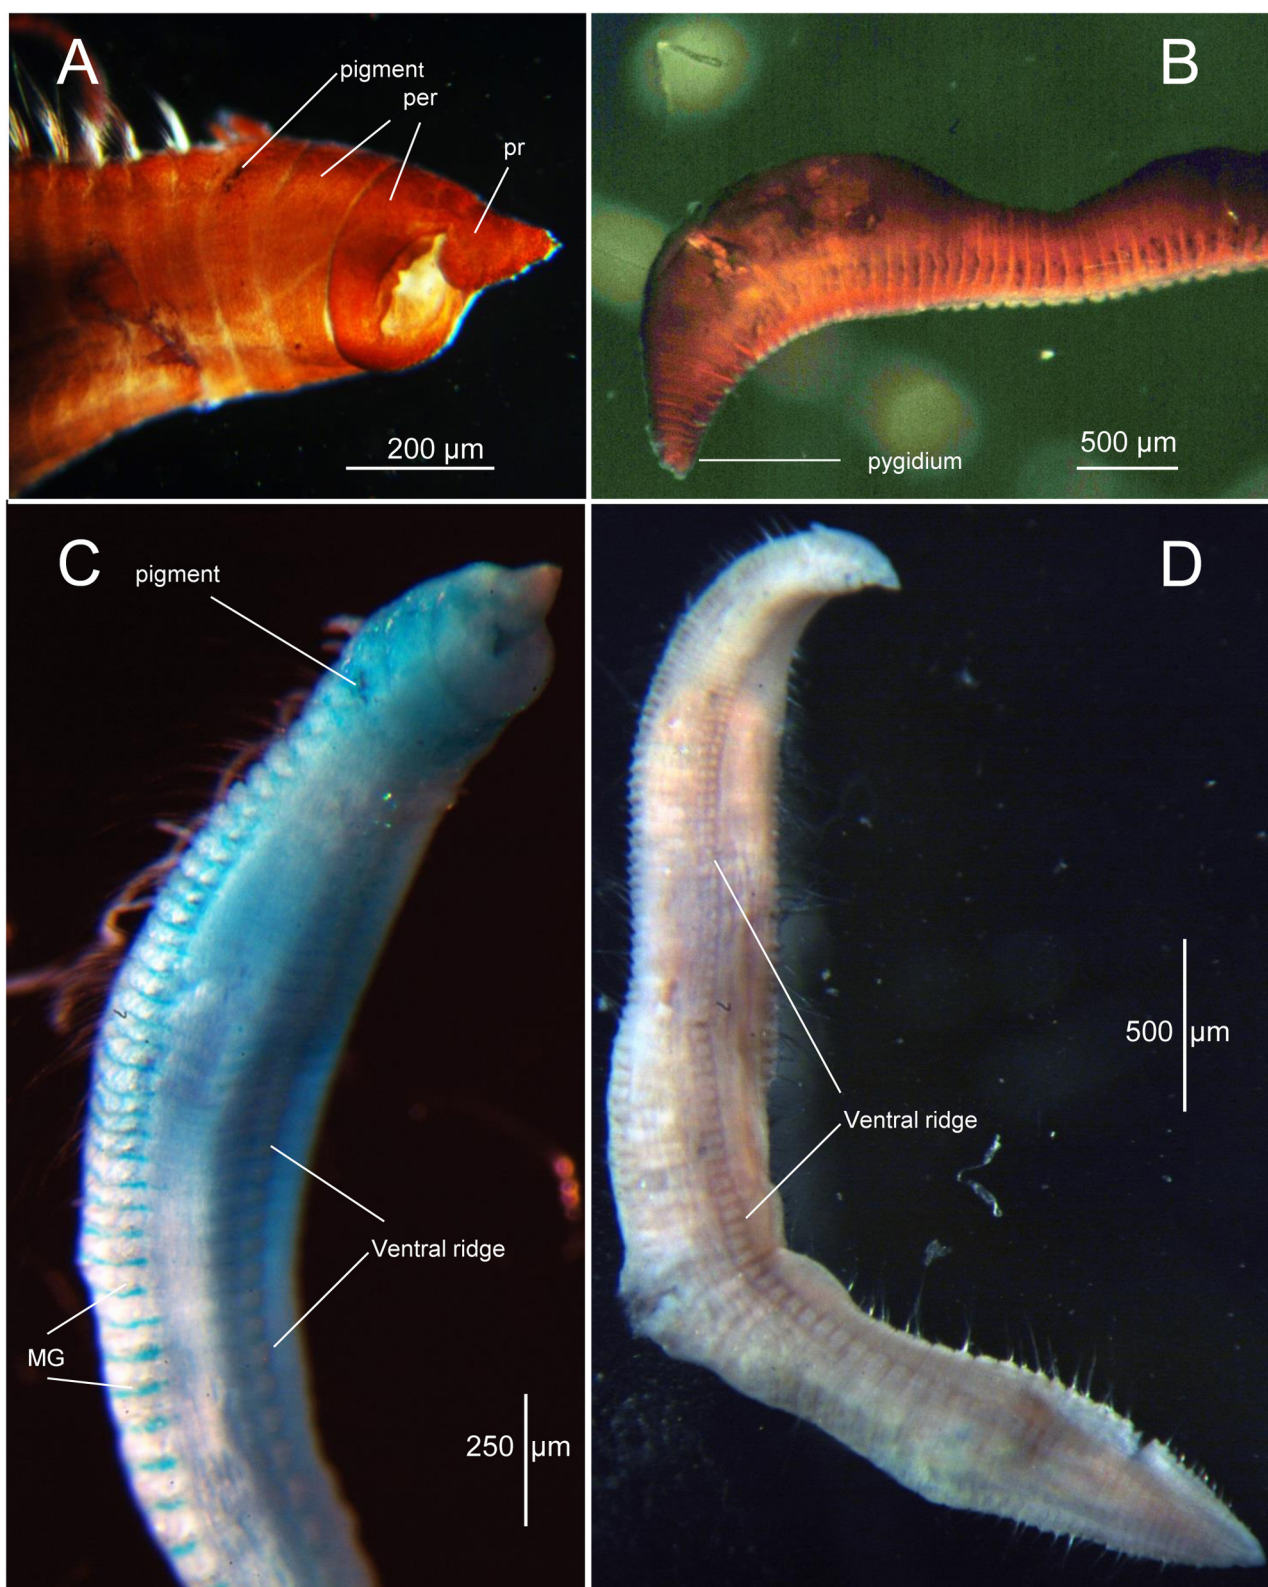 A
pigment
per
pr
200 µm
B
pygidium
500 µm
C
pigment
Ventral ridge
MG
250 µm
D
500 µm
Ventral ridge